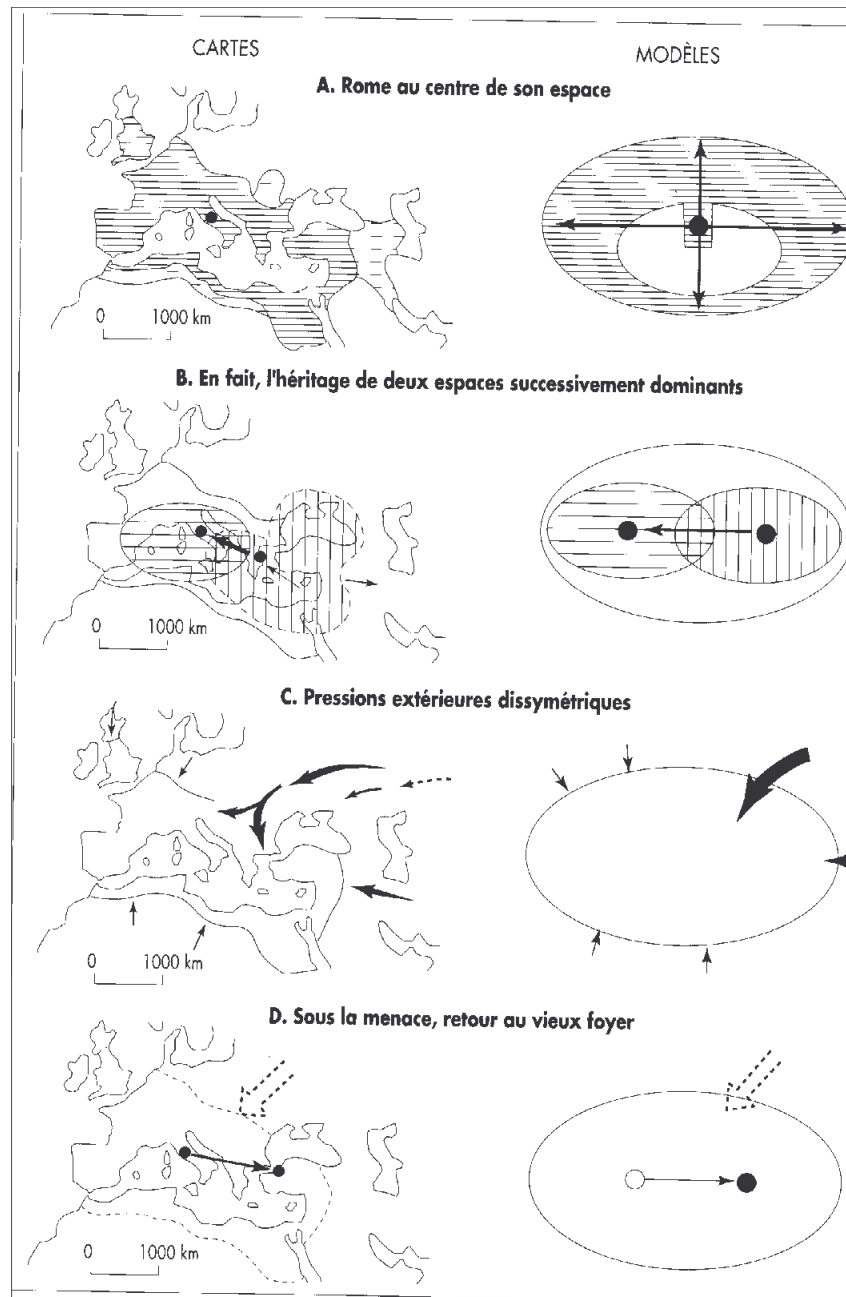 CARTES
MODÈLES
A. Rome au centre de son espace
0 1000 km
B. En fait, l'héritage de deux espaces successivement dominants
0 1000 km
C. Pressions extérieures dissymétriques
0 1000 km
D. Sous la menace, retour au vieux foyer
0 1000 km